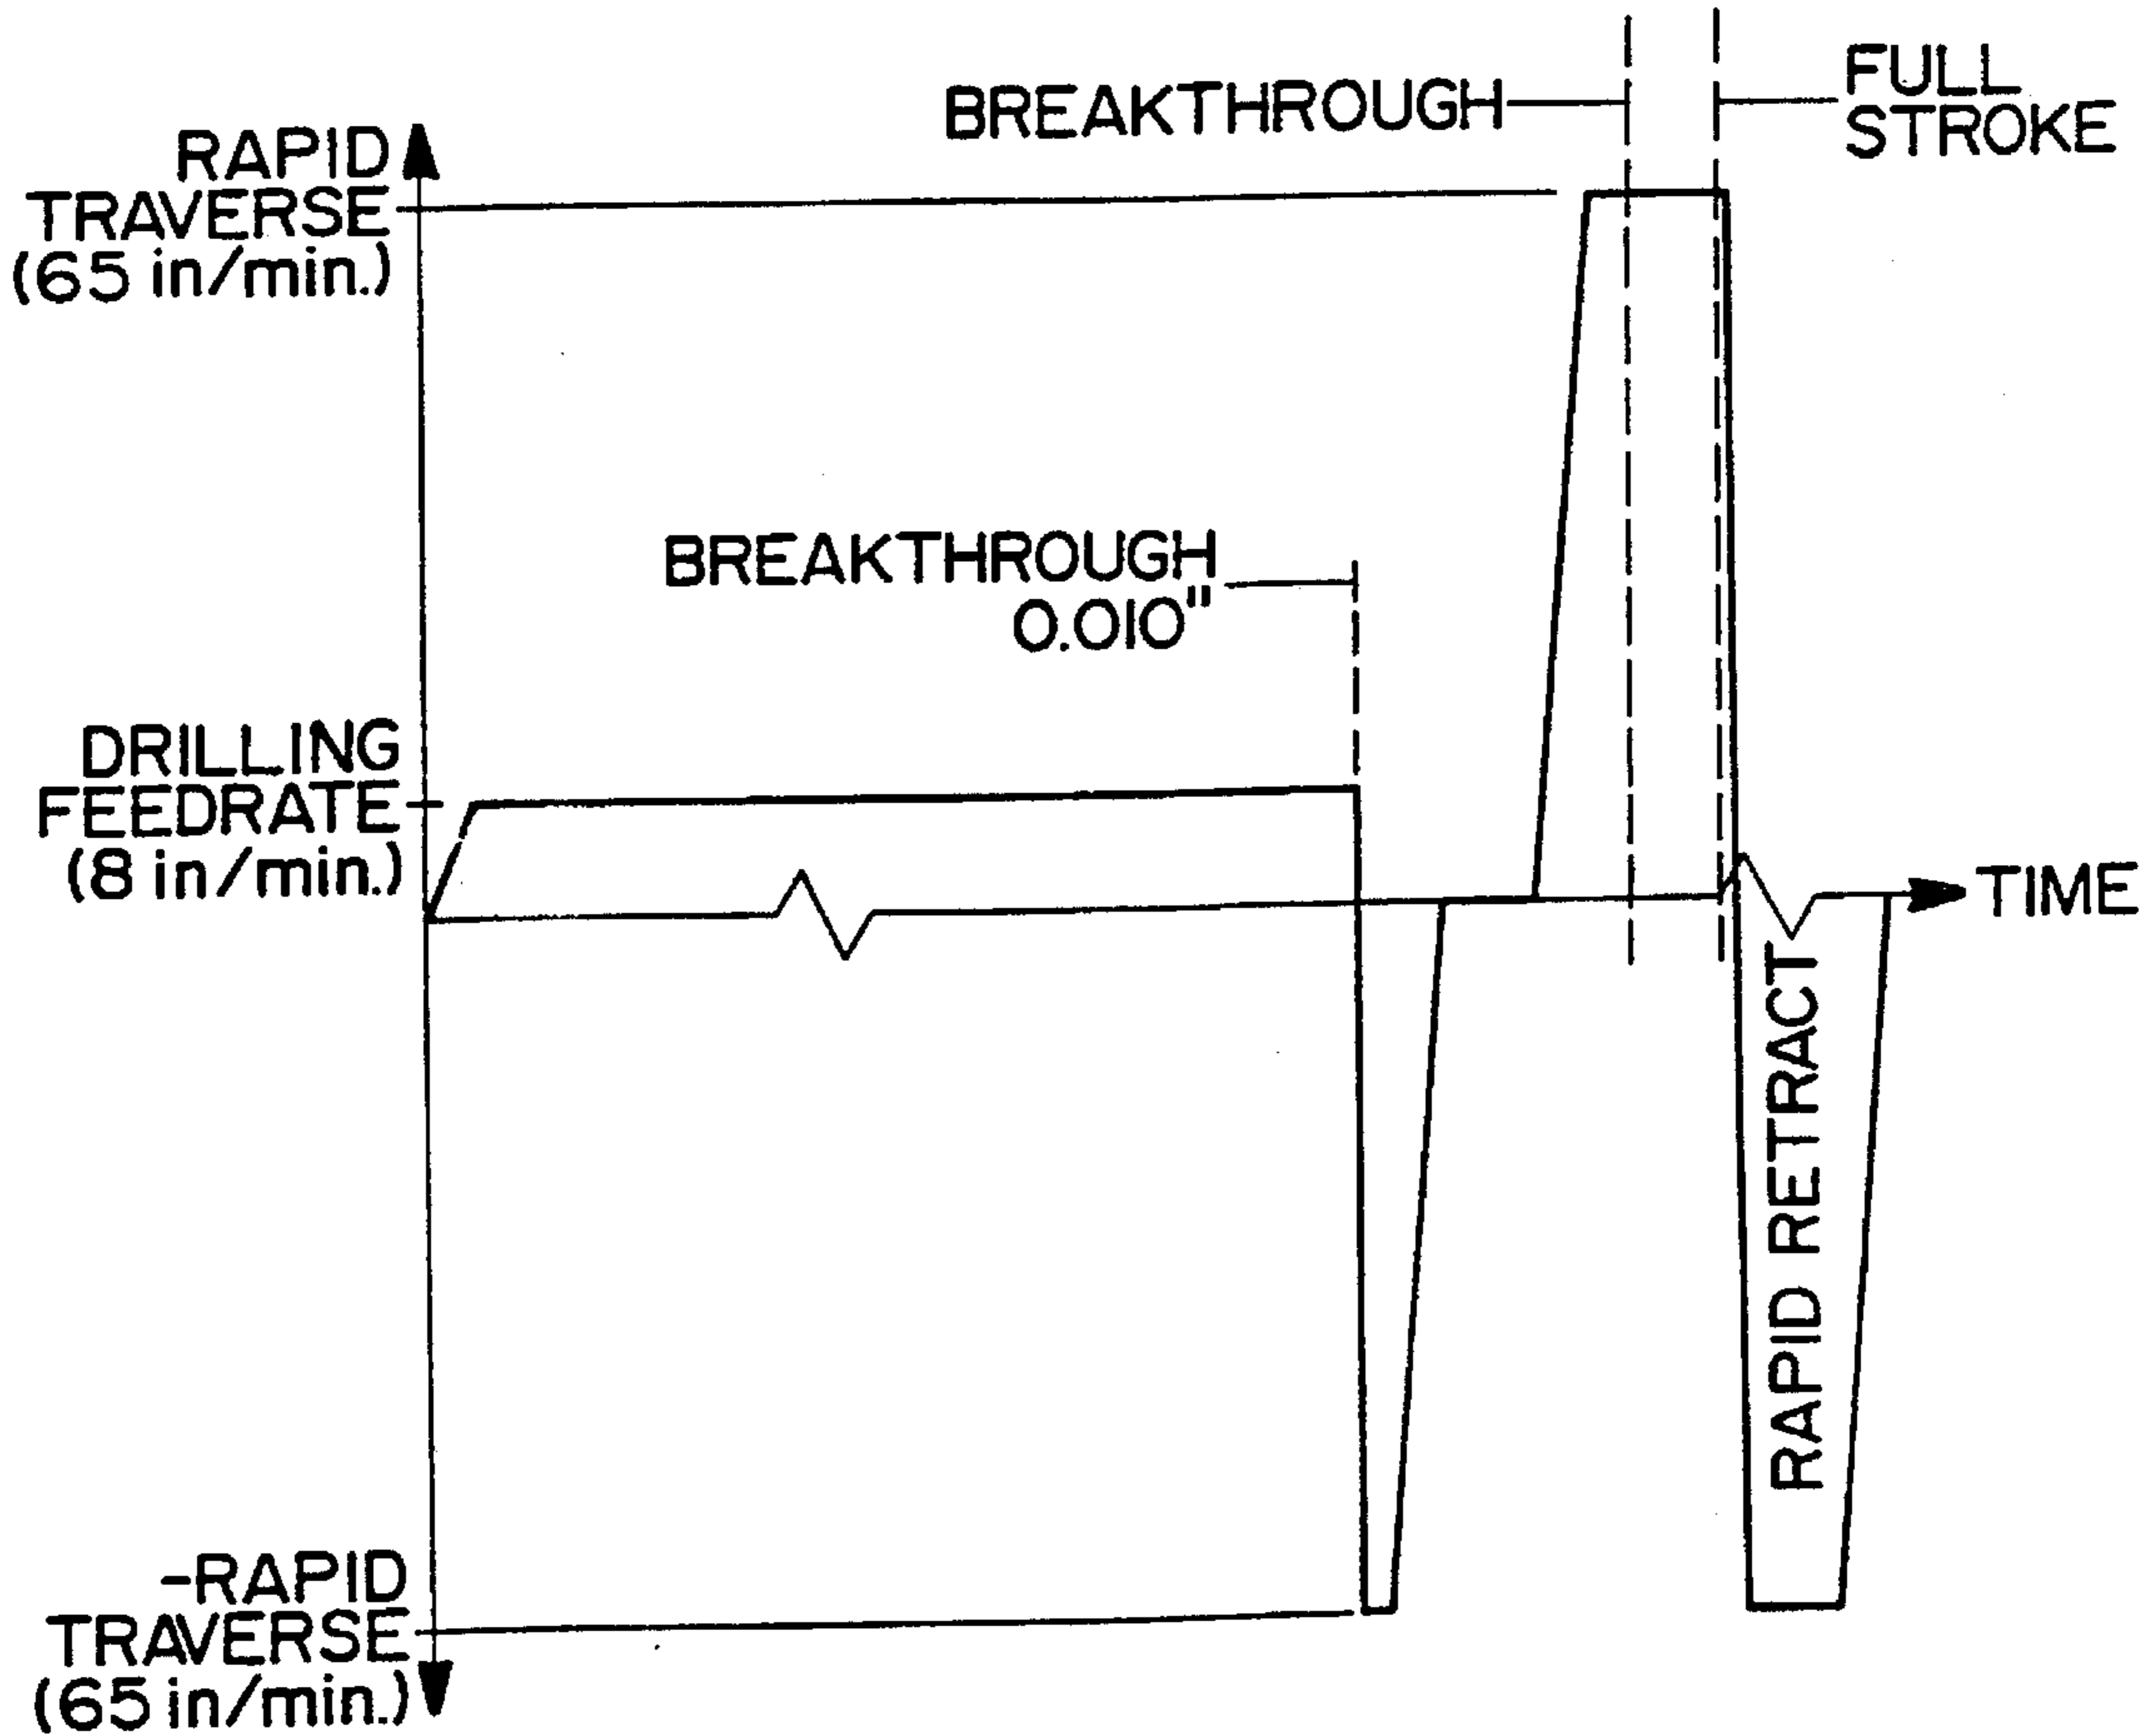 BREAKTHROUGH
FULL
STROKE
RAPID
TRAVERSE
(65 in/min.)
BREAKTHROUGH
0.010"
DRILLING
FEEDRATE
(8 in/min.)
TIME
RAPID RETRACT
-RAPID
TRAVERSE
(65 in/min.)